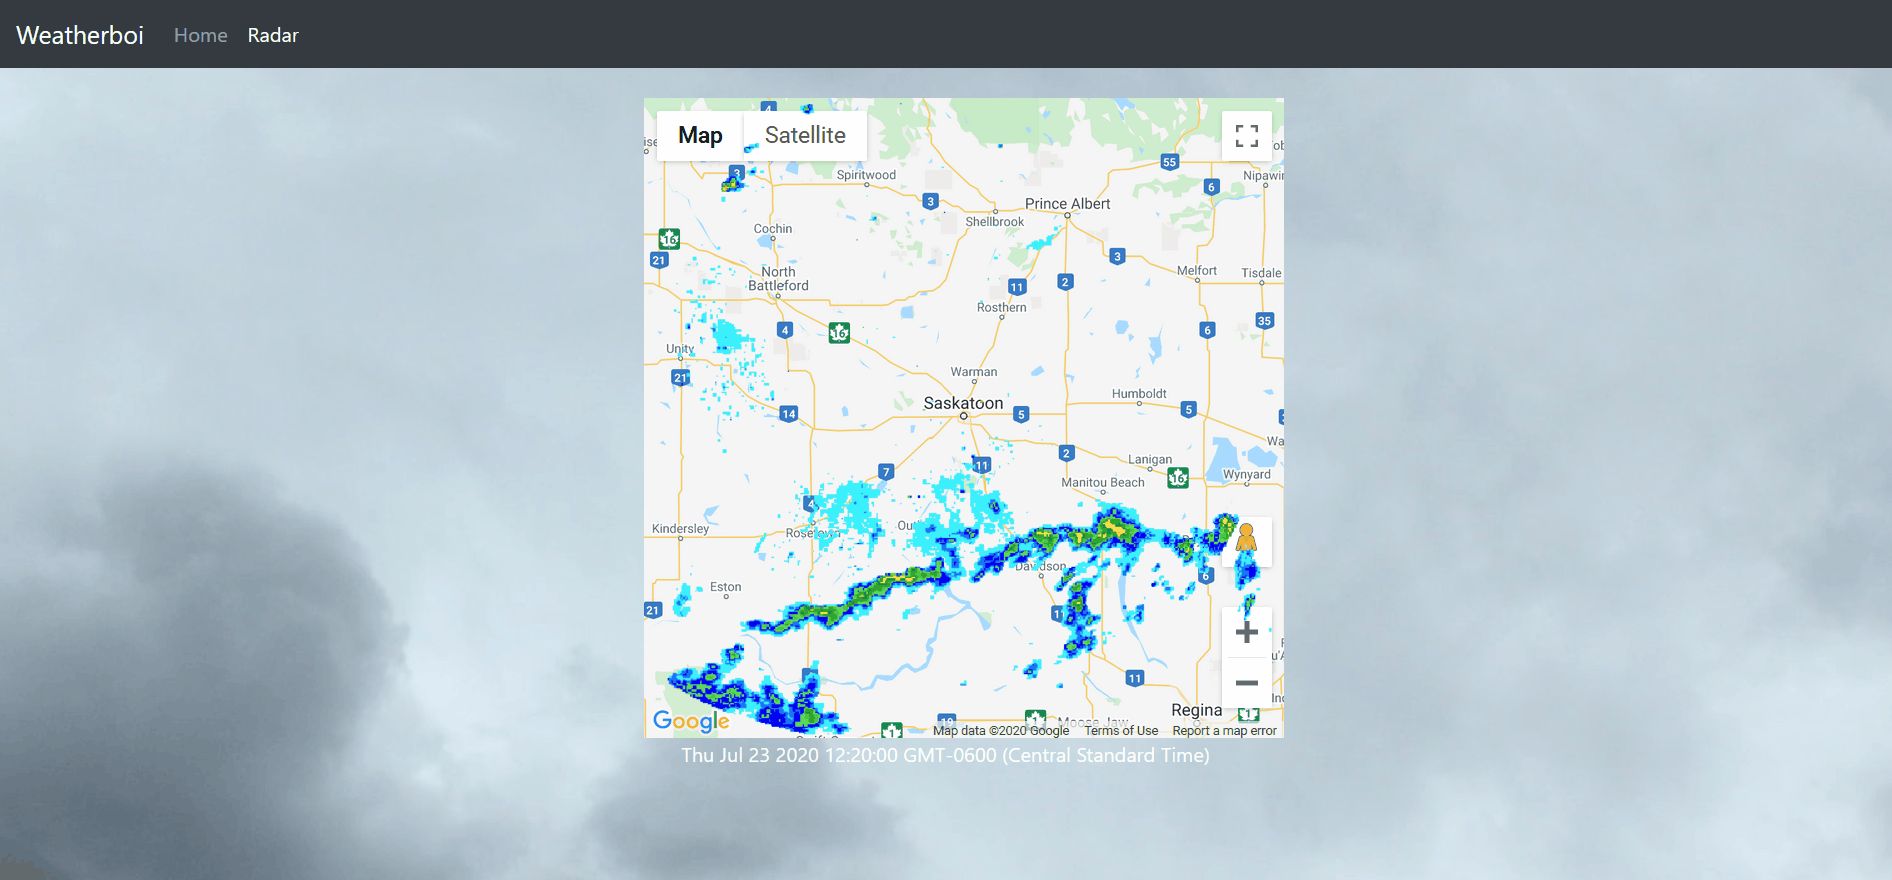 Weatherboi Home Radar
4
Map Satellite
3
Spiritwood
55
Nipawin
6
3
Prince Albert
Shellbrook
Cochin
16
21
3
Melfort
Tisdale
North
Battleford
11
2
Rosthern
35
4
16
6
Unity
21
Warman
Humboldt
Saskatoon
14
5
5
2
Lanigan
7
11
16
Wynyard
Manitou Beach
4
Kindersley
Rosetown
Davidson
6
Eston
21
11
11
Regina
1
Google
1
1
Moose Jaw
Map data ©2020 Google Terms of Use Report a map error
Thu Jul 23 2020 12:20:00 GMT-0600 (Central Standard Time)